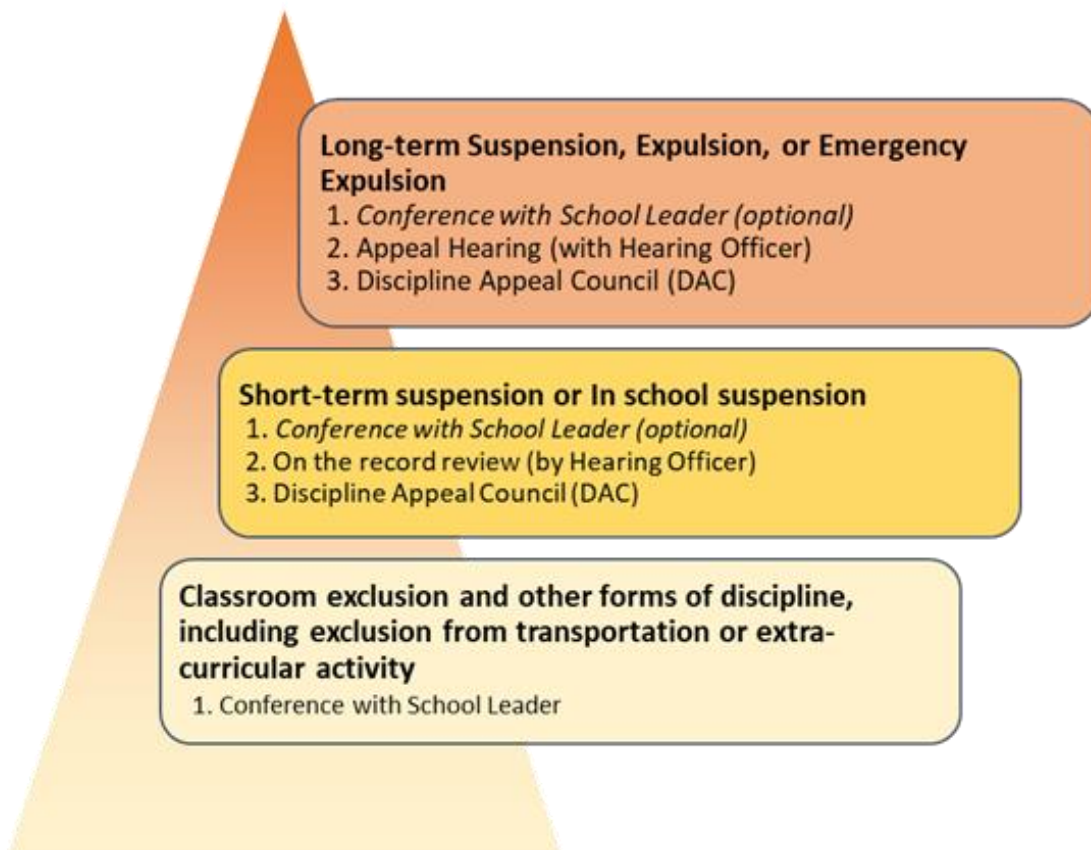 Long-term Suspension, Expulsion, or Emergency
Expulsion
1. Conference with School Leader (optional)
2. Appeal Hearing (with Hearing Officer)
3. Discipline Appeal Council (DAC)
Short-term suspension or In school suspension
1. Conference with School Leader (optional)
2. On the record review (by Hearing Officer)
3. Discipline Appeal Council (DAC)
Classroom exclusion and other forms of discipline,
including exclusion from transportation or extra-
curricular activity
1. Conference with School Leader